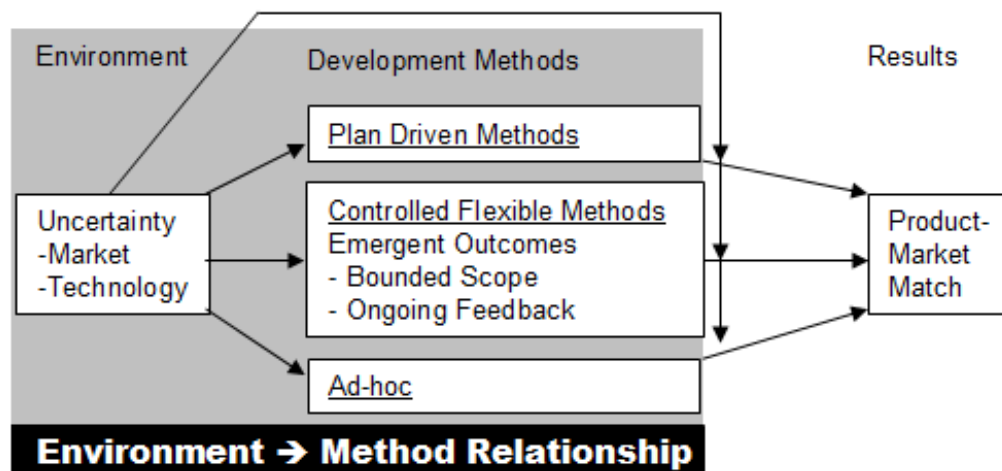 Environment
Development Methods
Results
Plan Driven Methods
Uncertainty
-Market
-Technology
Controlled Flexible Methods
Emergent Outcomes
- Bounded Scope
- Ongoing Feedback
Product-
Market
Match
Ad-hoc
Environment ➔ Method Relationship